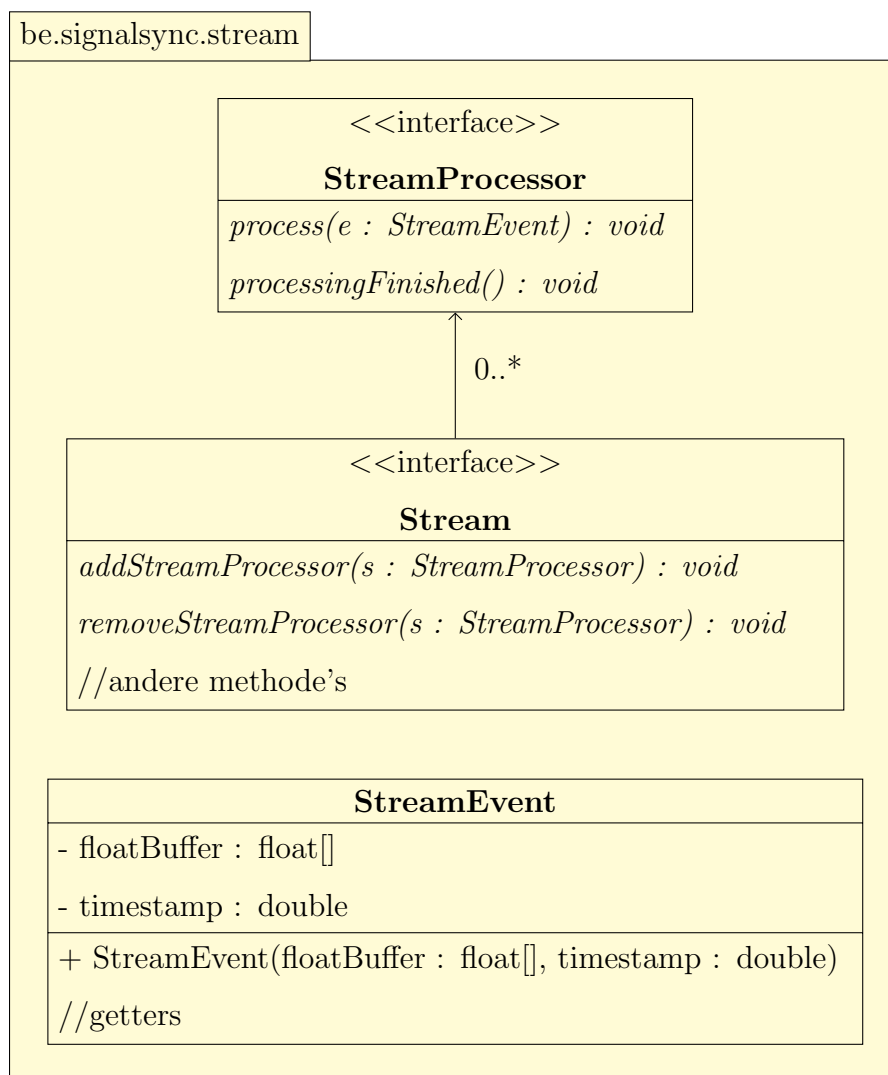 be.signalsync.stream
<<interface>>
StreamProcessor
process(e : StreamEvent) : void
processingFinished() : void
0..*
<<interface>>
Stream
addStreamProcessor(s : StreamProcessor) : void
removeStreamProcessor(s : StreamProcessor) : void
//andere methode's
StreamEvent
- floatBuffer : float[]
- timestamp : double
+ StreamEvent(floatBuffer : float[], timestamp : double)
//getters